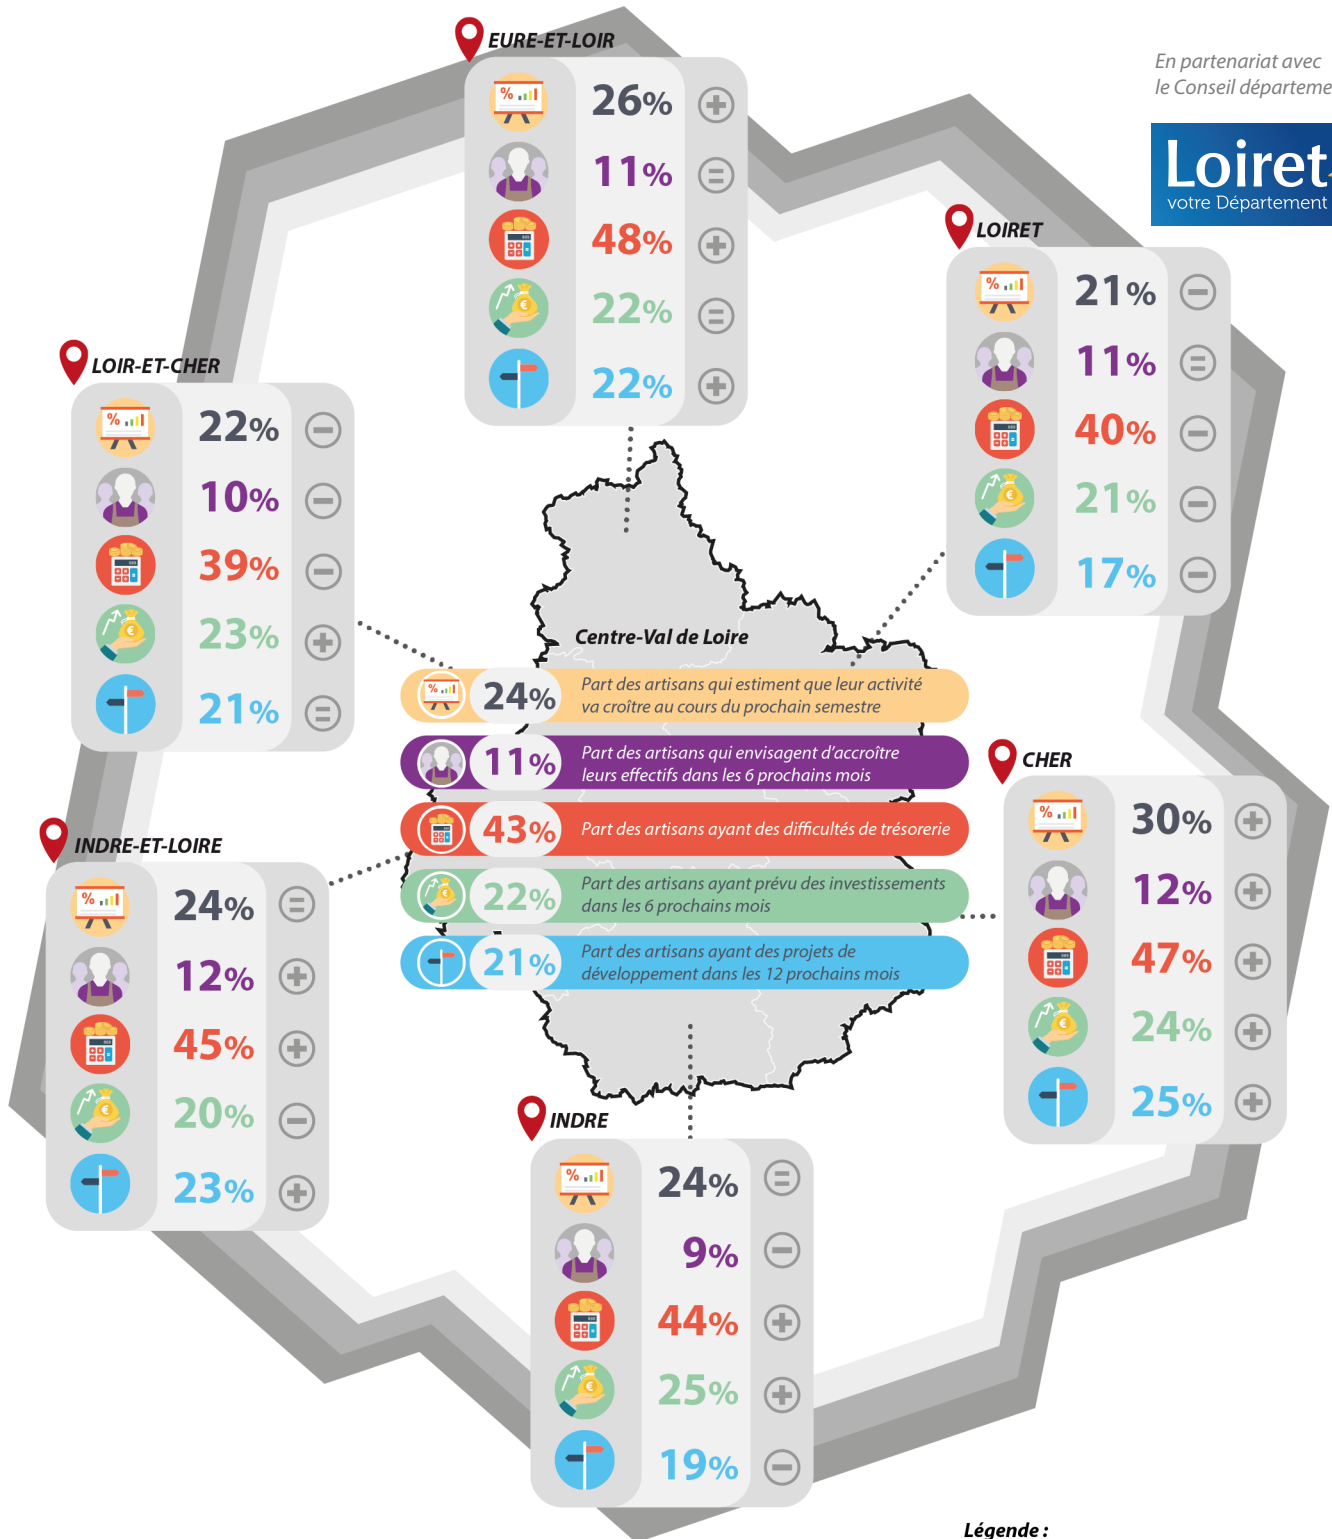 EURE-ET-LOIR
26% +
11% =
48% +
22% =
22% +
En partenariat avec
le Conseil départeme
Loiret
votre Département
LOIRET
21% −
11% =
40% −
21% −
17% −
LOIR-ET-CHER
22% −
10% −
39% −
23% +
21% =
Centre-Val de Loire
24% Part des artisans qui estiment que leur activité
va croître au cours du prochain semestre
11% Part des artisans qui envisagent d'accroître
leurs effectifs dans les 6 prochains mois
43% Part des artisans ayant des difficultés de trésorerie
22% Part des artisans ayant prévu des investissements
dans les 6 prochains mois
21% Part des artisans ayant des projets de
développement dans les 12 prochains mois
CHER
30% +
12% +
47% +
24% +
25% +
INDRE-ET-LOIRE
24% =
12% +
45% +
20% −
23% +
INDRE
24% =
9% −
44% +
25% +
19% −
Légende :